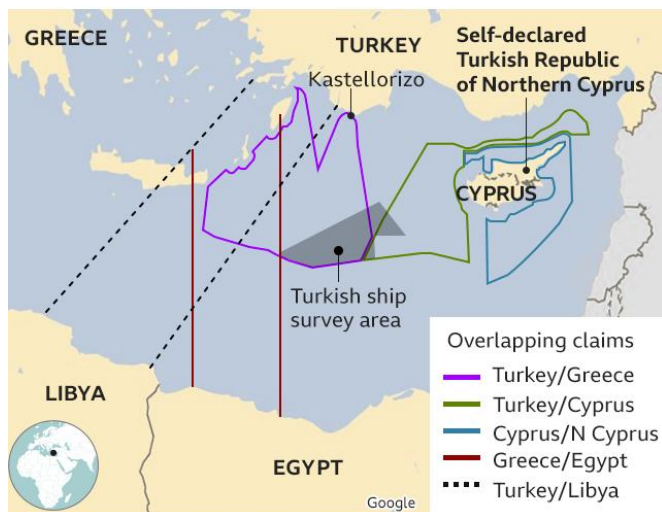 GREECE
TURKEY
Kastellorizo
Self-declared
Turkish Republic
of Northern Cyprus
CYPRUS
Turkish ship
survey area
LIBYA
EGYPT
Google
Overlapping claims
Turkey/Greece
Turkey/Cyprus
Cyprus/N Cyprus
Greece/Egypt
Turkey/Libya